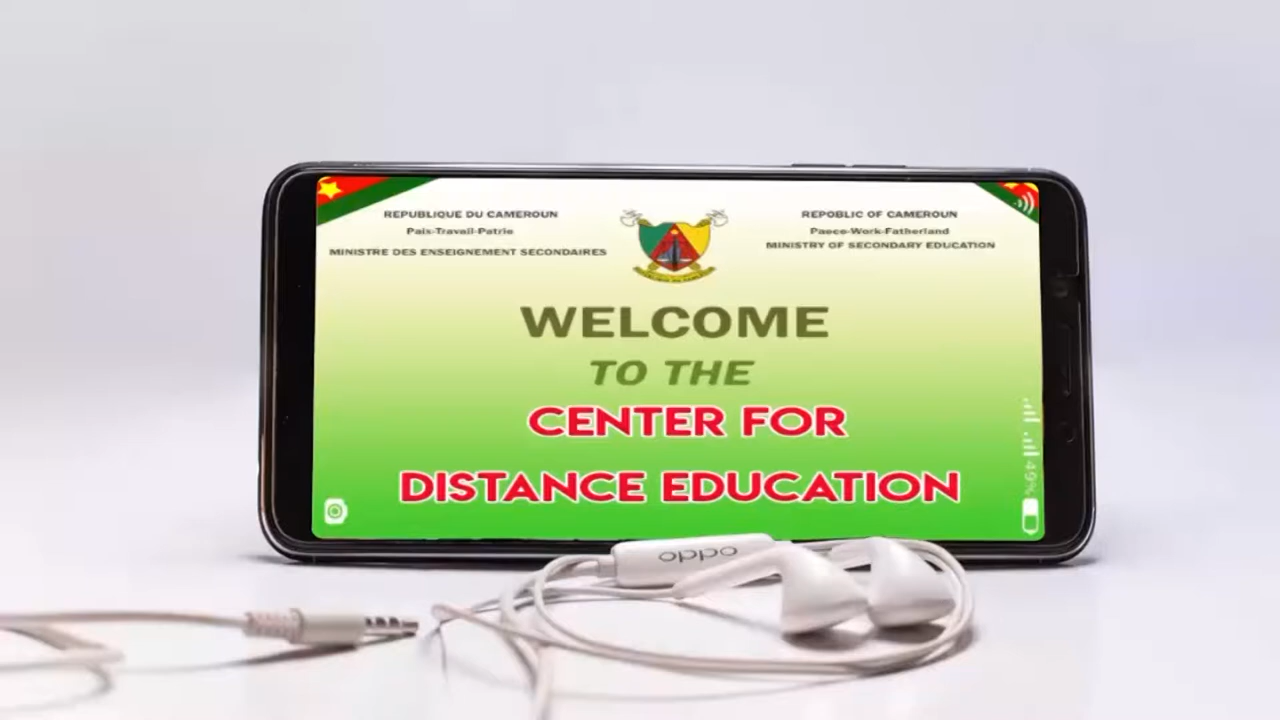 REPUBLIQUE DU CAMEROUN
Paix-Travail-Patrie
MINISTRE DES ENSEIGNEMENT SECONDAIRES
REPOBLIC OF CAMEROUN
Paece-Work-Fatherland
MINISTRY OF SECONDARY EDUCATION
WELCOME
TO THE
CENTER FOR
DISTANCE EDUCATION
49%
oppo